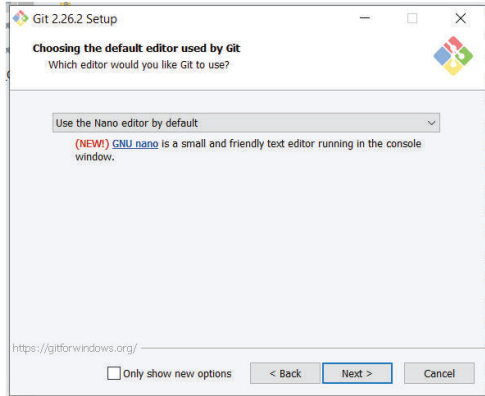 Git 2.26.2 Setup
Choosing the default editor used by Git
Which editor would you like Git to use?
Use the Nano editor by default
(NEW!) GNU nano is a small and friendly text editor running in the console
window.
https://gitforwindows.org/
Only show new options
< Back
Next >
Cancel